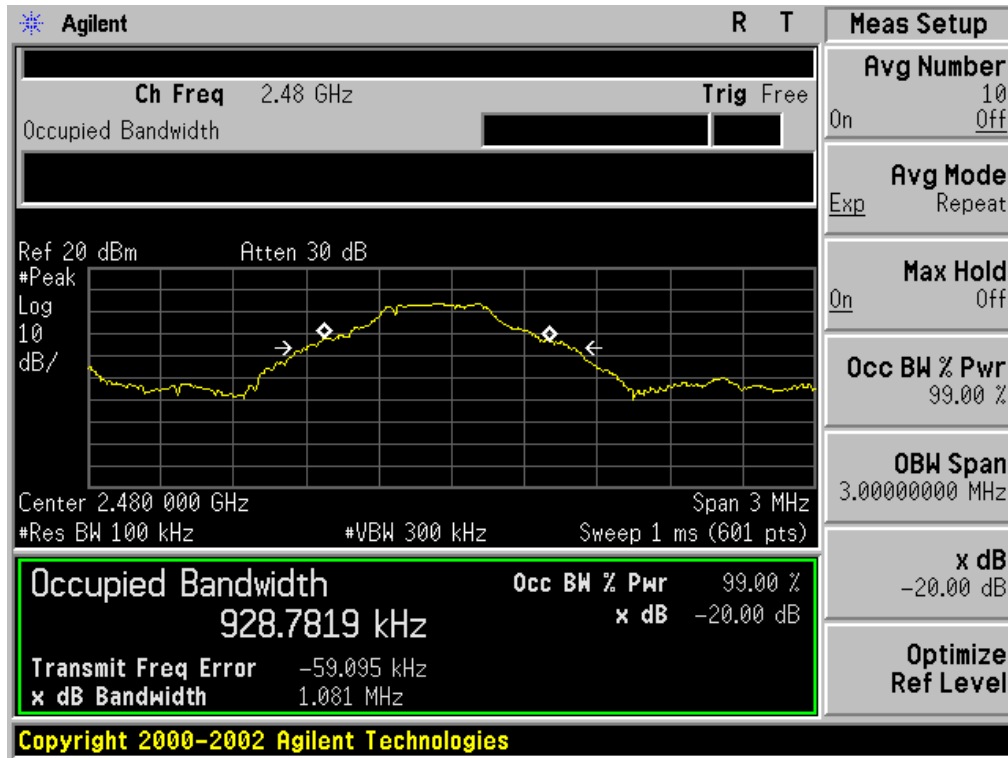 Agilent R T
Ch Freq 2.48 GHz Trig Free
Occupied Bandwidth
Ref 20 dBm Atten 30 dB
#Peak
Log
10
dB/
Center 2.480 000 GHz Span 3 MHz
#Res BW 100 kHz #VBW 300 kHz Sweep 1 ms (601 pts)
Occupied Bandwidth Occ BW % Pwr 99.00 %
928.7819 kHz x dB -20.00 dB
Transmit Freq Error -59.095 kHz
x dB Bandwidth 1.081 MHz
Copyright 2000-2002 Agilent Technologies
Meas Setup
Avg Number
10
On Off
Avg Mode
Exp Repeat
Max Hold
On Off
Occ BW % Pwr
99.00 %
OBW Span
3.00000000 MHz
x dB
-20.00 dB
Optimize
Ref Level